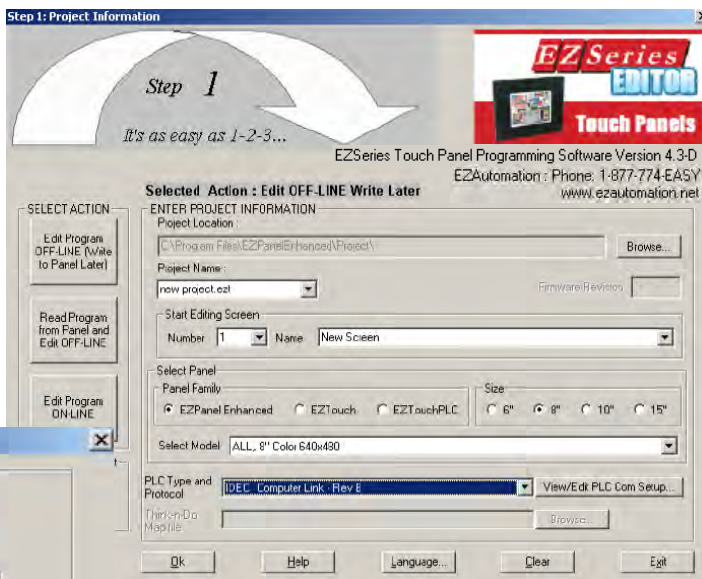 Step 1: Project Information
Step 1
It's as easy as 1-2-3...
EZSeries
EDITOR
Touch Panels
EZSeries Touch Panel Programming Software Version 4.3-D
EZAutomation : Phone: 1-877-774-EASY
www.ezautomation.net
Selected Action : Edit OFF-LINE Write Later
SELECT ACTION
Edit Program
OFF-LINE (Write
to Panel Later)
Read Program
from Panel and
Edit OFF-LINE
Edit Program
ON-LINE
ENTER PROJECT INFORMATION
Project Location :
C:\Program Files\EZPanelEnhanced\Project\
Browse...
Project Name :
new project.ezt
Firmware Revision
Start Editing Screen
Number 1 Name New Screen
Select Panel
Panel Family
EZPanel Enhanced EZTouch EZTouchPLC
Size
6" 8" 10" 15"
Select Model ALL, 8" Color 640x480
PLC Type and
Protocol
IDEC Computer Link - Rev B
View/Edit PLC Com Setup...
Think-n-Do
Map file
Browse...
Ok Help Language... Clear Exit